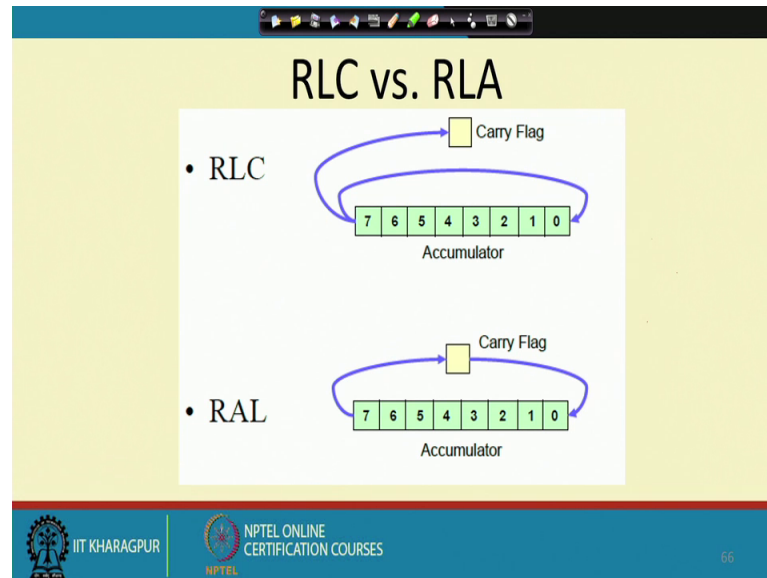 RLC vs. RLA
Carry Flag
• RLC
7 6 5 4 3 2 1 0
Accumulator
Carry Flag
• RAL
7 6 5 4 3 2 1 0
Accumulator
IIT KHARAGPUR
NPTEL
NPTEL ONLINE
CERTIFICATION COURSES
66